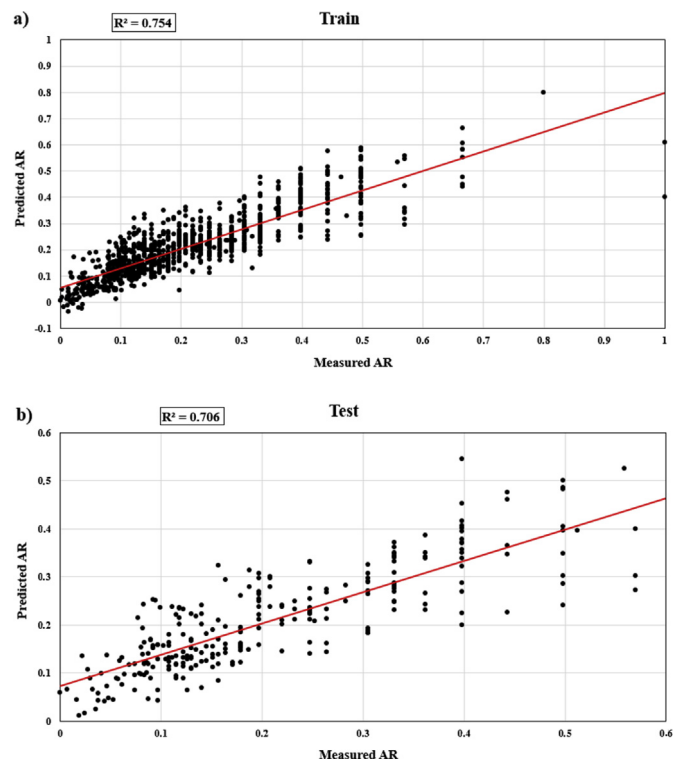 a)
R² = 0.754
Train
1
0.9
0.8
0.7
0.6
0.5
0.4
0.3
0.2
0.1
0
-0.1
Predicted AR
0 0.1 0.2 0.3 0.4 0.5 0.6 0.7 0.8 0.9 1
Measured AR
b)
R² = 0.706
Test
0.6
0.5
0.4
0.3
0.2
0.1
0
Predicted AR
0 0.1 0.2 0.3 0.4 0.5 0.6
Measured AR